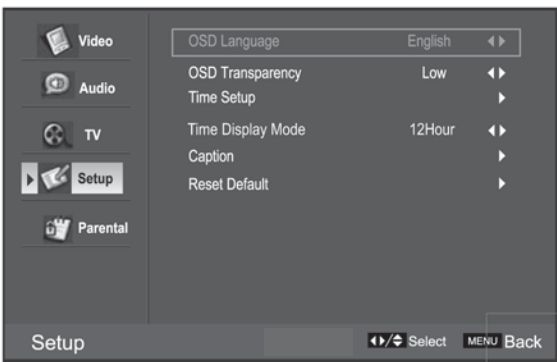 Video
Audio
TV
Setup
Parental
OSD Language English
OSD Transparency Low
Time Setup
Time Display Mode 12Hour
Caption
Reset Default
Setup
Select MENU Back